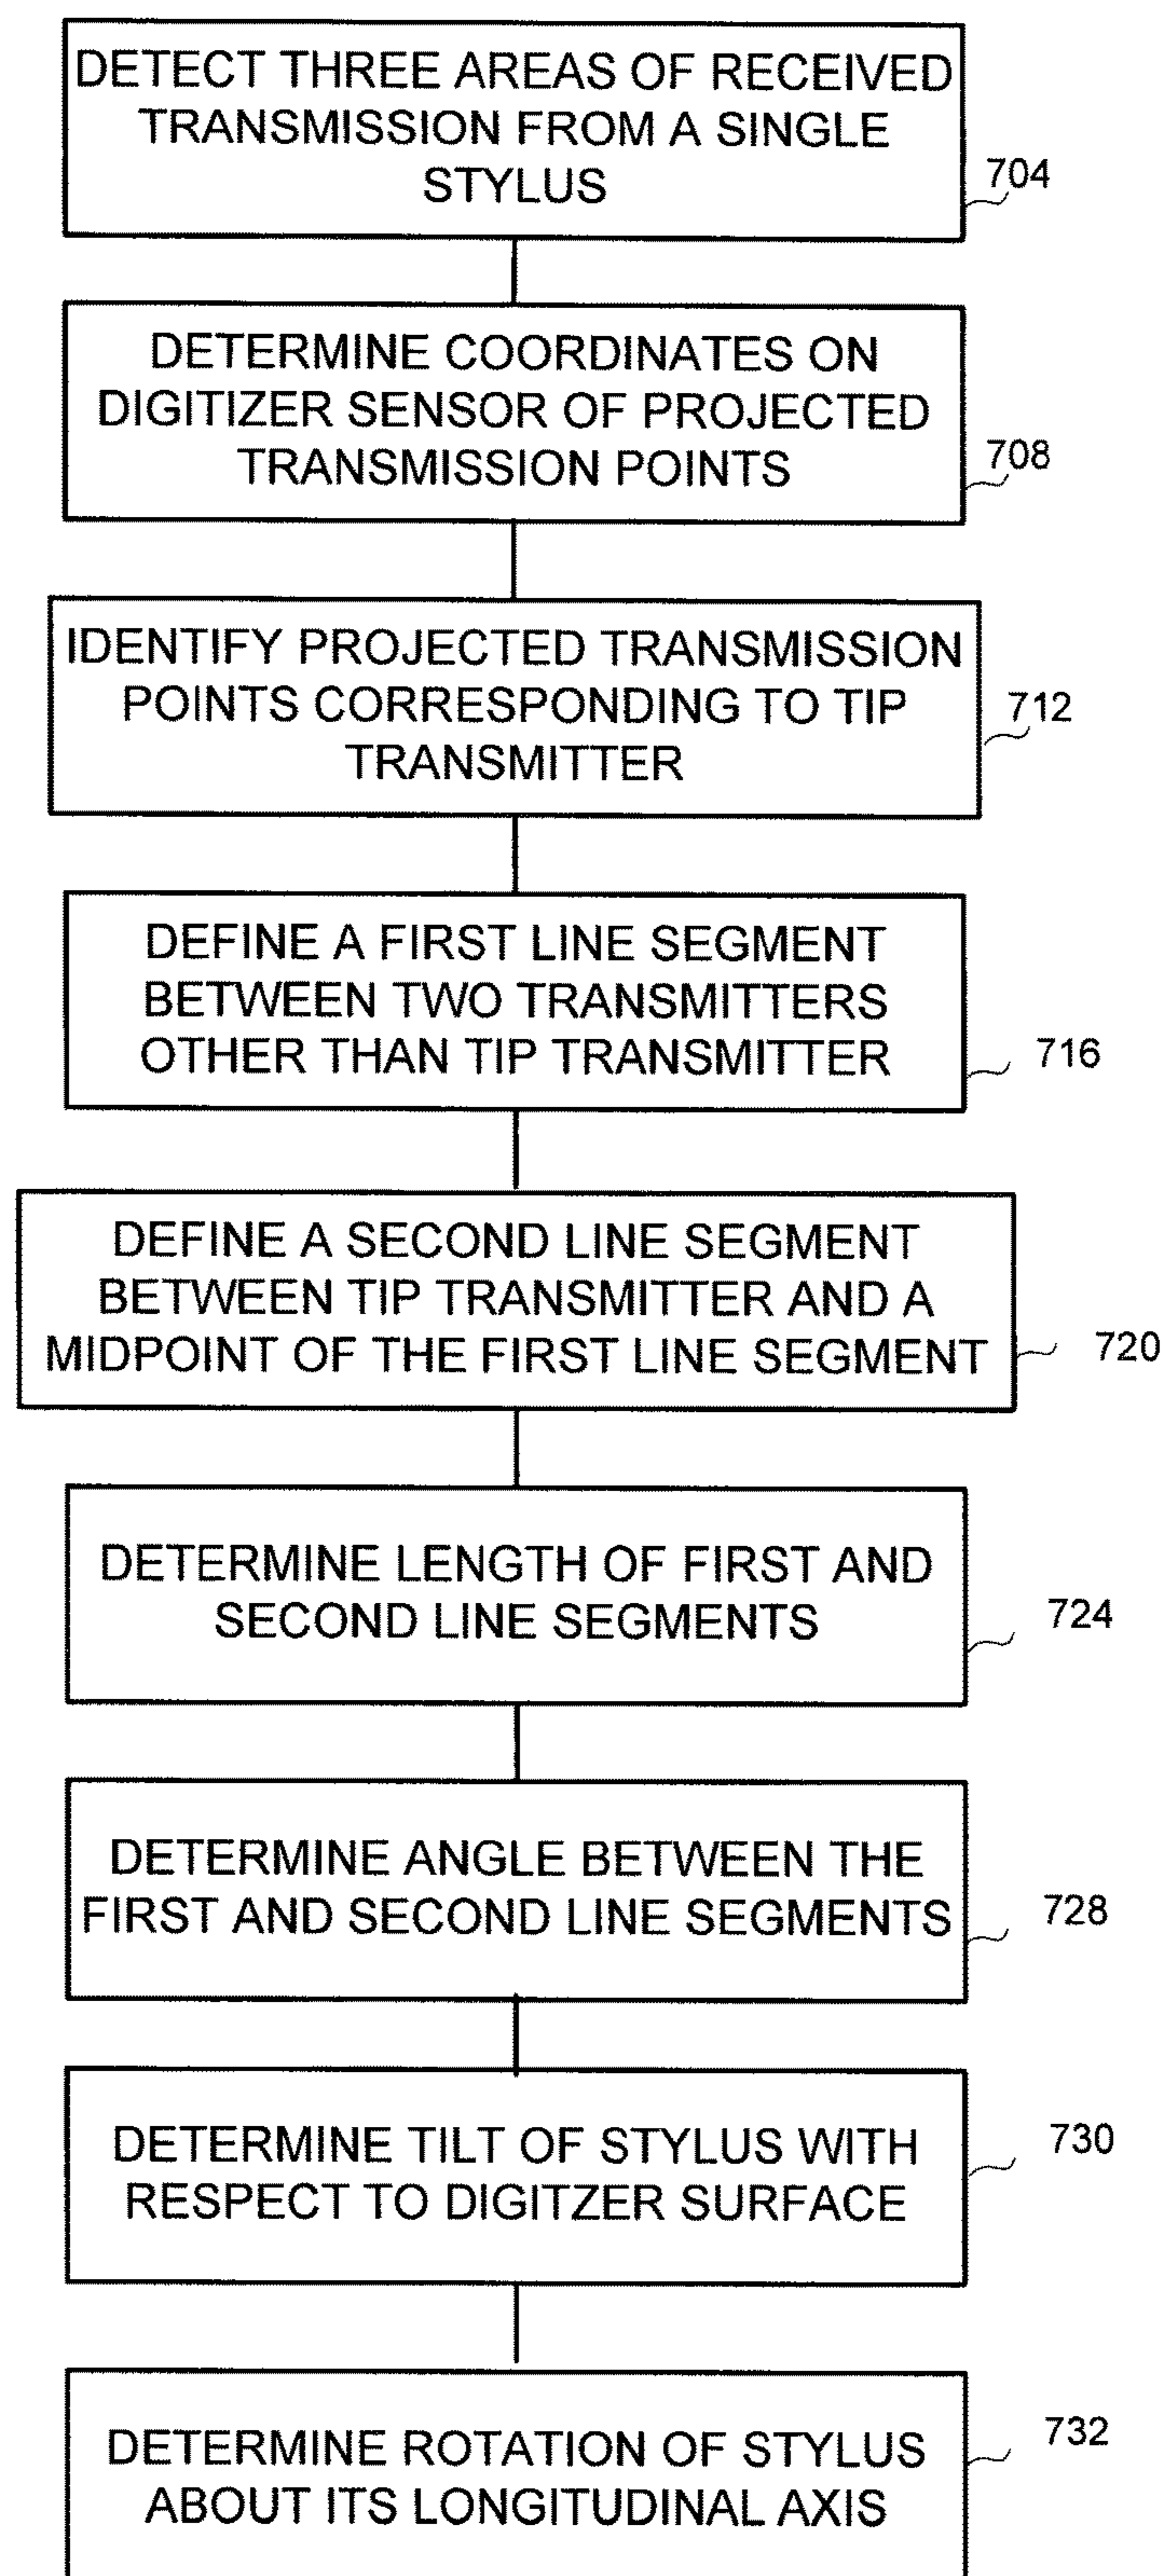 DETECT THREE AREAS OF RECEIVED
TRANSMISSION FROM A SINGLE
STYLUS
704
DETERMINE COORDINATES ON
DIGITIZER SENSOR OF PROJECTED
TRANSMISSION POINTS
708
IDENTIFY PROJECTED TRANSMISSION
POINTS CORRESPONDING TO TIP
TRANSMITTER
712
DEFINE A FIRST LINE SEGMENT
BETWEEN TWO TRANSMITTERS
OTHER THAN TIP TRANSMITTER
716
DEFINE A SECOND LINE SEGMENT
BETWEEN TIP TRANSMITTER AND A
MIDPOINT OF THE FIRST LINE SEGMENT
720
DETERMINE LENGTH OF FIRST AND
SECOND LINE SEGMENTS
724
DETERMINE ANGLE BETWEEN THE
FIRST AND SECOND LINE SEGMENTS
728
DETERMINE TILT OF STYLUS WITH
RESPECT TO DIGITZER SURFACE
730
DETERMINE ROTATION OF STYLUS
ABOUT ITS LONGITUDINAL AXIS
732